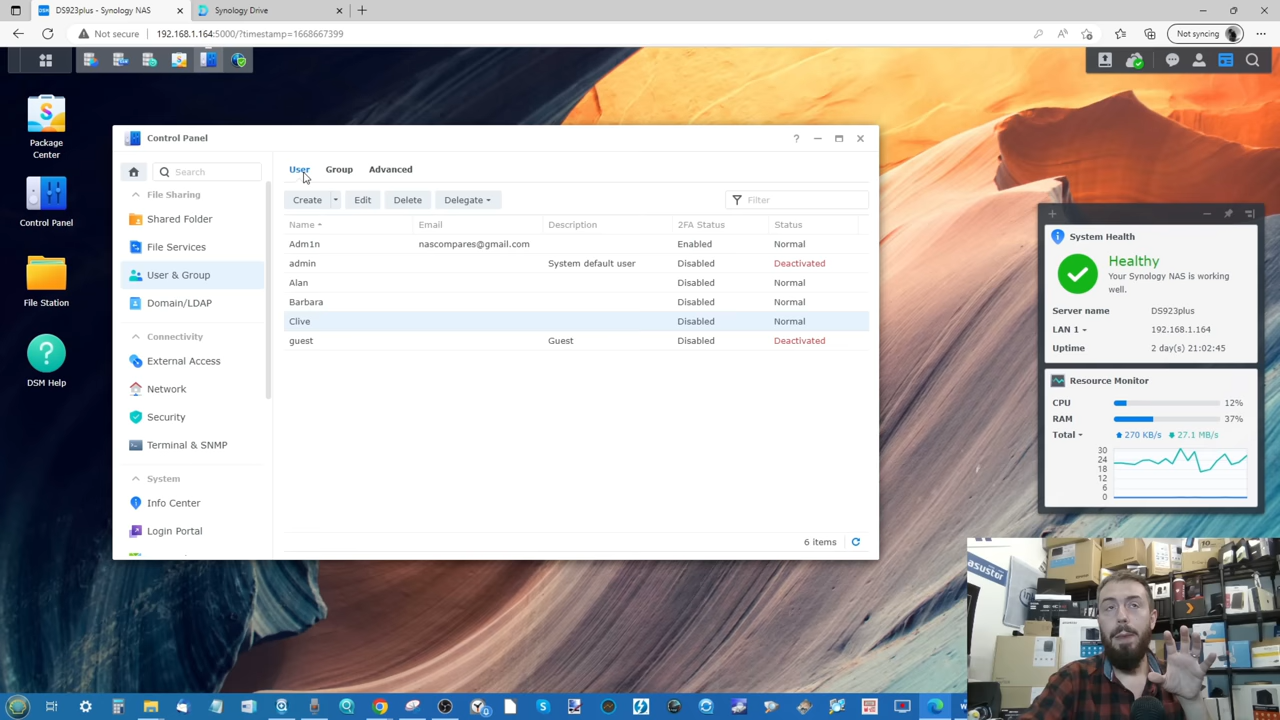 DSM DS923plus - Synology NAS
Synology Drive
Not secure 192.168.1.164:5000/?timestamp=1668667399
Not syncing
Package Center
Control Panel
File Station
DSM Help
Control Panel
Search
File Sharing
Shared Folder
File Services
User & Group
Domain/LDAP
Connectivity
External Access
Network
Security
Terminal & SNMP
System
Info Center
Login Portal
User Group Advanced
Create Edit Delete Delegate Filter
Name Email Description 2FA Status Status
Adm1n nascompares@gmail.com Enabled Normal
admin System default user Disabled Deactivated
Alan Disabled Normal
Barbara Disabled Normal
Clive Disabled Normal
guest Guest Disabled Deactivated
6 items
System Health
Healthy
Your Synology NAS is working
well.
Server name DS923plus
LAN 1 192.168.1.164
Uptime 2 day(s) 21:02:45
Resource Monitor
CPU 12%
RAM 37%
Total 270 KB/s 27.1 MB/s
30
24
18
12
6
0
asustor